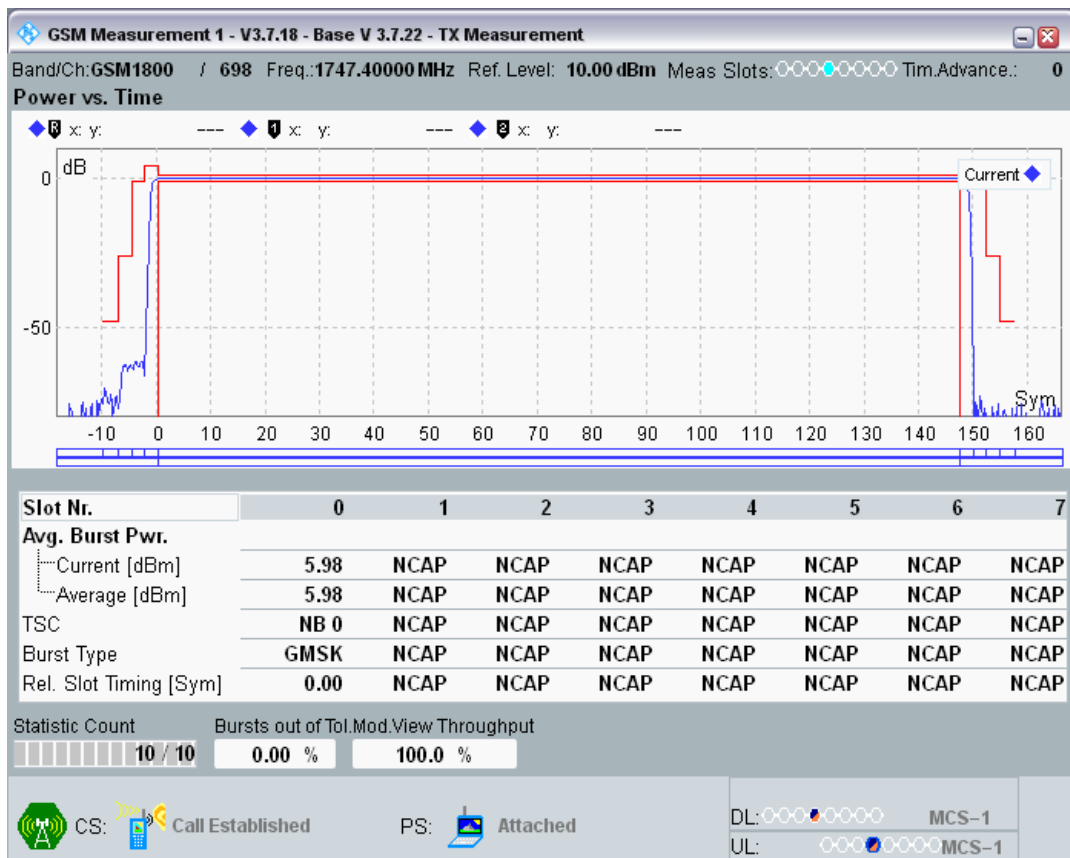 GSM Measurement 1 - V3.7.18 - Base V 3.7.22 - TX Measurement
Band/Ch:GSM1800 / 698 Freq.:1747.40000 MHz Ref. Level: 10.00 dBm Meas Slots: Tim.Advance.: 0
Power vs. Time
R x: y: --- 1 x: y: --- 2 x: y: ---
dB
Current
0
-50
Sym
-10 0 10 20 30 40 50 60 70 80 90 100 110 120 130 140 150 160
Slot Nr. 0 1 2 3 4 5 6 7
Avg. Burst Pwr.
Current [dBm] 5.98 NCAP NCAP NCAP NCAP NCAP NCAP NCAP
Average [dBm] 5.98 NCAP NCAP NCAP NCAP NCAP NCAP NCAP
TSC NB 0 NCAP NCAP NCAP NCAP NCAP NCAP NCAP
Burst Type GMSK NCAP NCAP NCAP NCAP NCAP NCAP NCAP
Rel. Slot Timing [Sym] 0.00 NCAP NCAP NCAP NCAP NCAP NCAP NCAP
Statistic Count Bursts out of Tol. Mod.View Throughput
10 / 10 0.00 % 100.0 %
CS: Call Established PS: Attached
DL: MCS-1
UL: MCS-1